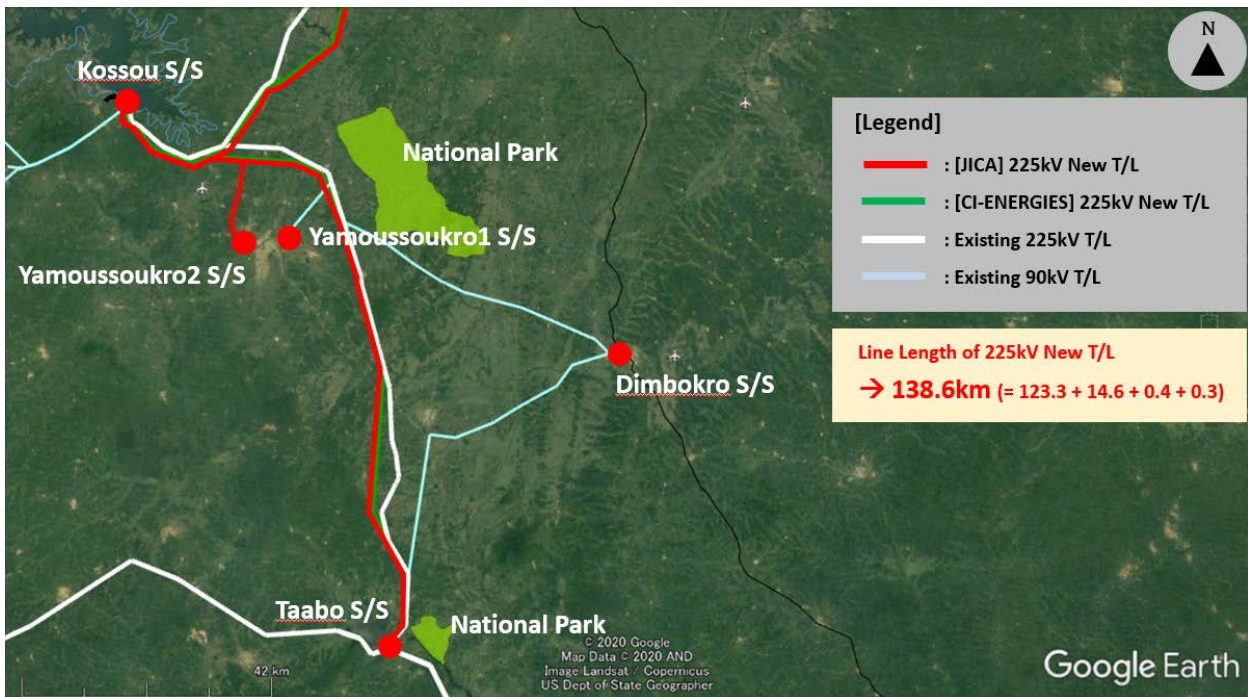 Kossou S/S
National Park
Yamoussoukro1 S/S
Yamoussoukro2 S/S
Dimbokro S/S
Taabo S/S
National Park
42 km
© 2020 Google
Map Data © 2020 AND
Image Landsat / Copernicus
US Dept of State Geographer
Google Earth
N
[Legend]
: [JICA] 225kV New T/L
: [CI-ENERGIES] 225kV New T/L
: Existing 225kV T/L
: Existing 90kV T/L
Line Length of 225kV New T/L
→ 138.6km (= 123.3 + 14.6 + 0.4 + 0.3)